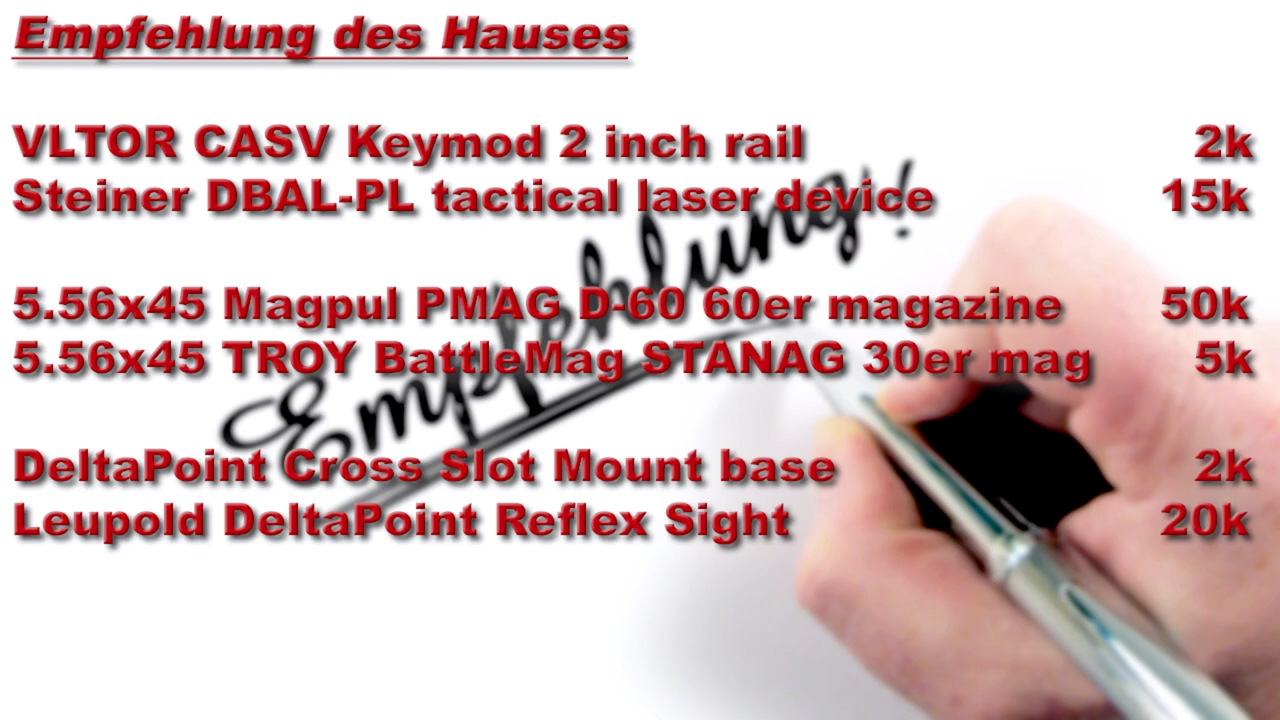 Empfehlung des Hauses
VLTOR CASV Keymod 2 inch rail 2k
Steiner DBAL-PL tactical laser device 15k
Empfehlung!
5.56x45 Magpul PMAG D-60 60er magazine 50k
5.56x45 TROY BattleMag STANAG 30er mag 5k
DeltaPoint Cross Slot Mount base 2k
Leupold DeltaPoint Reflex Sight 20k